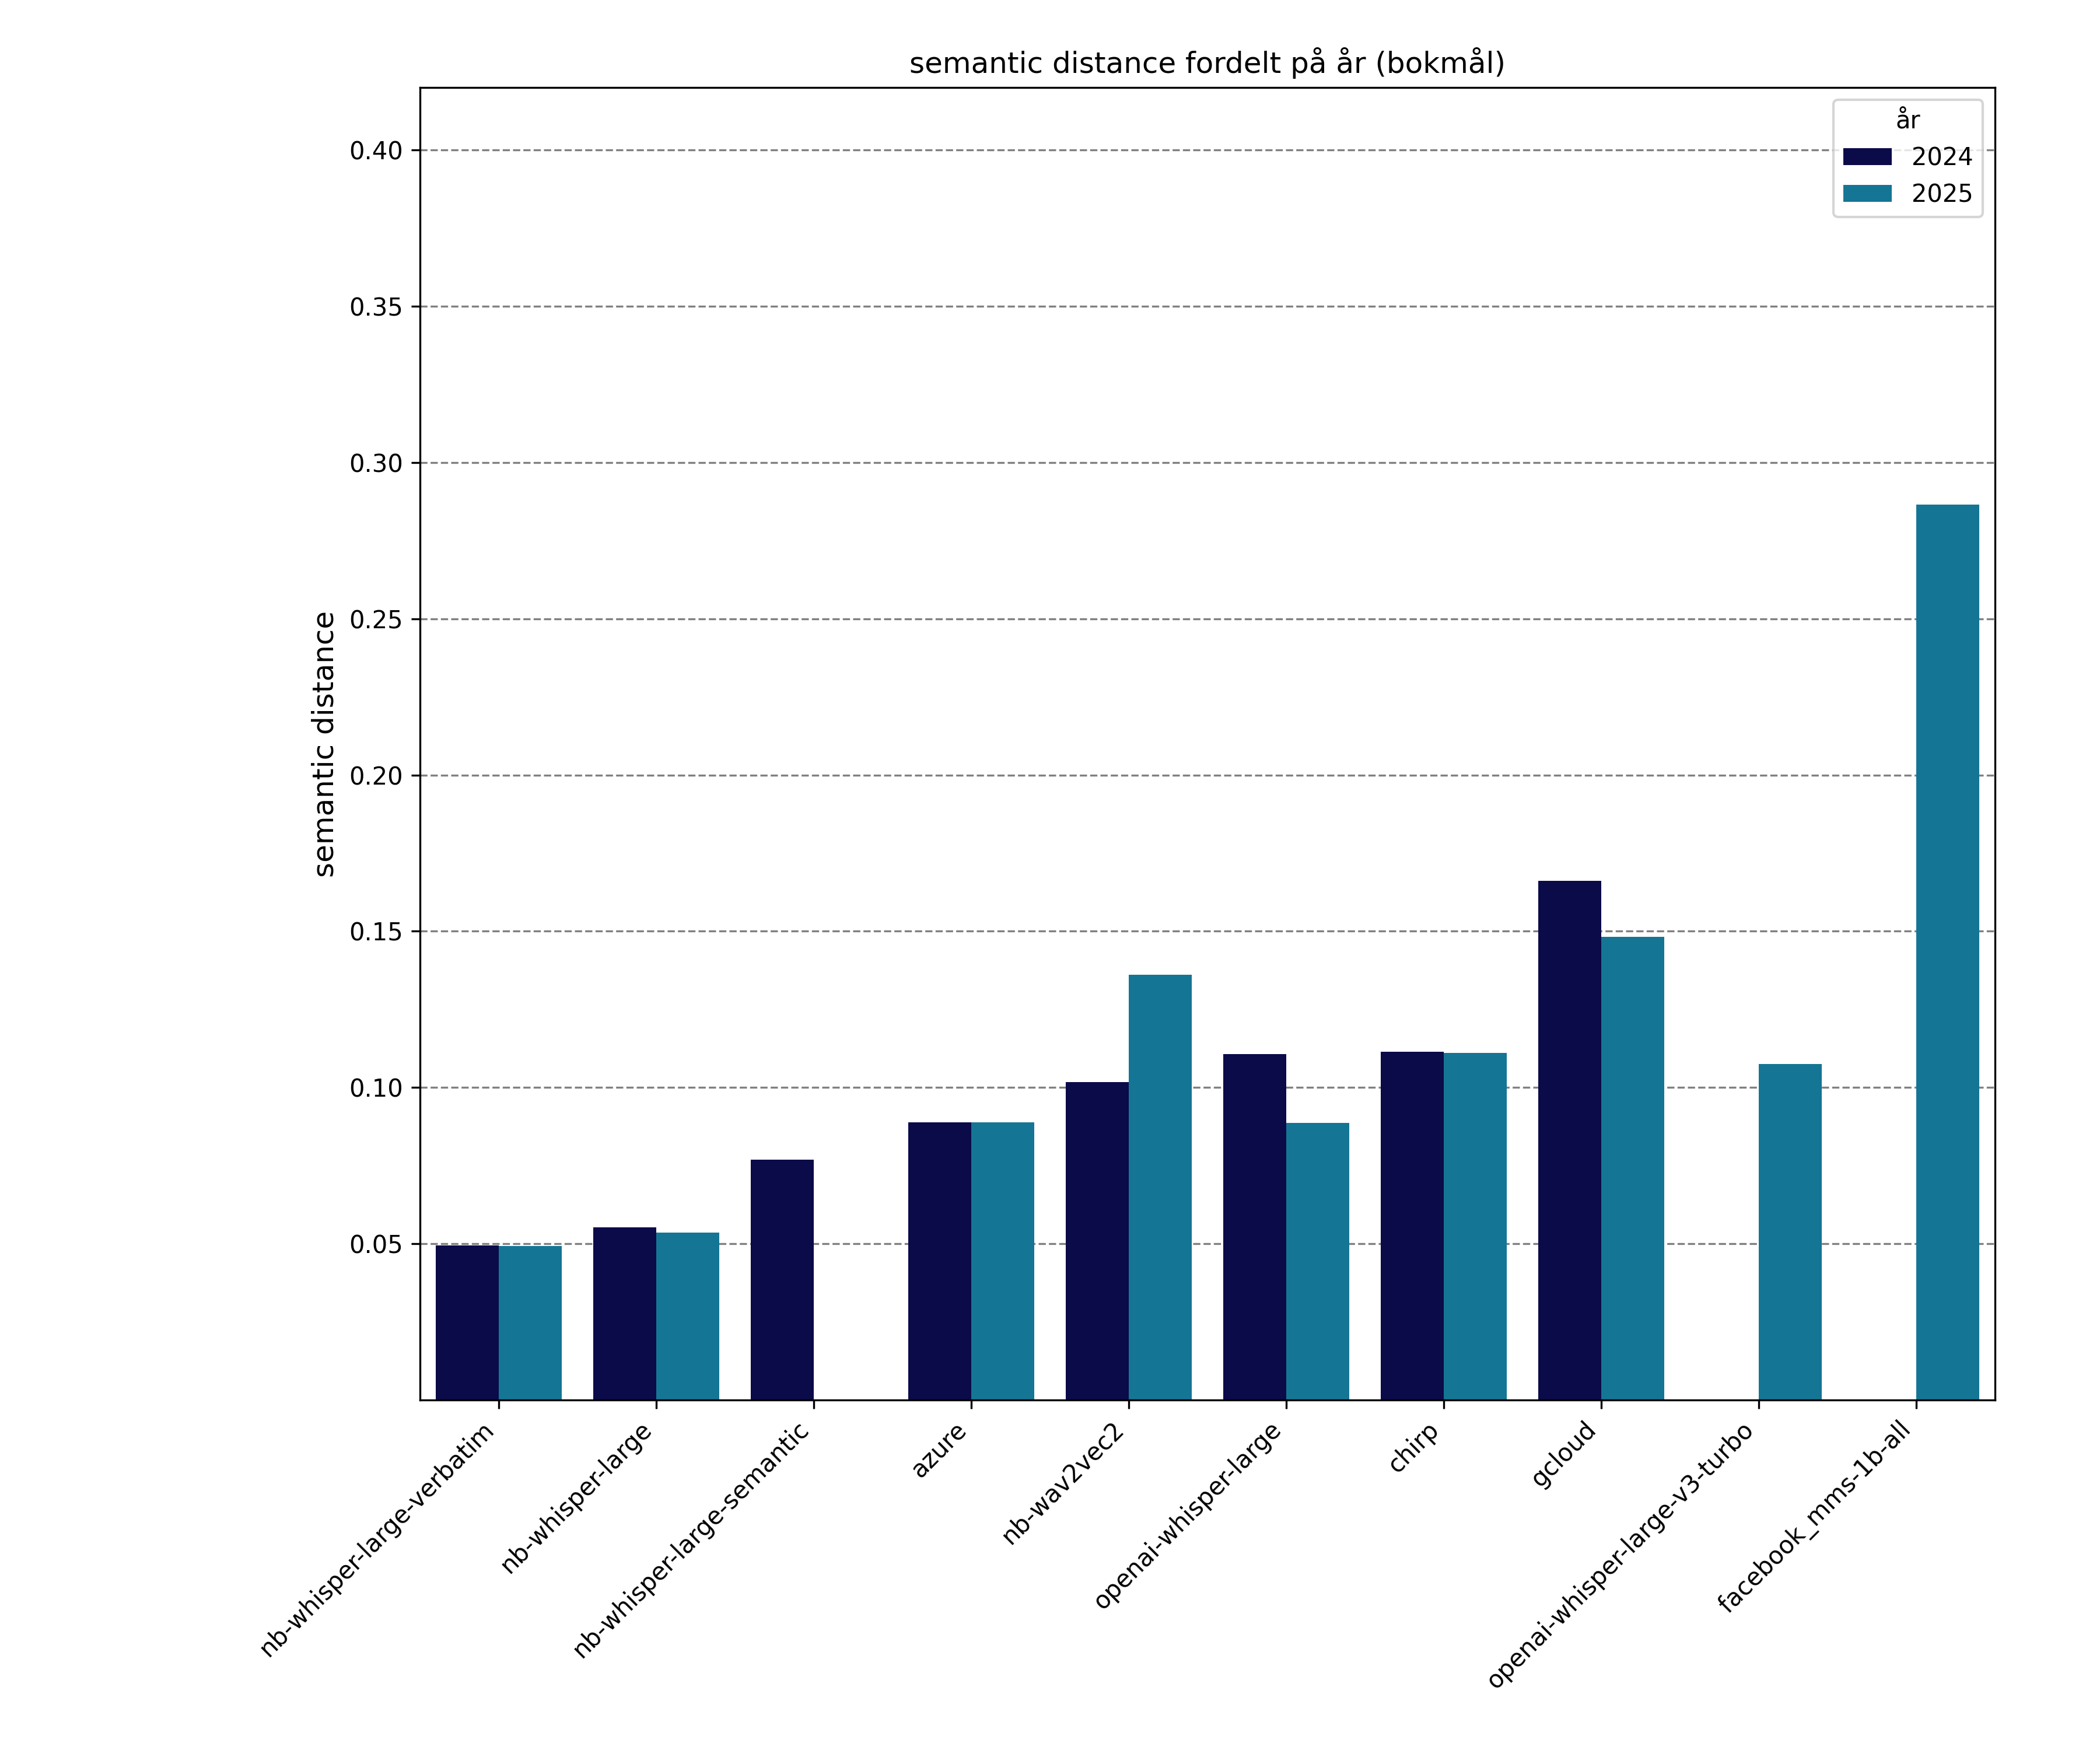 semantic distance fordelt på år (bokmål)
år
2024
2025
semantic distance
0.40
0.35
0.30
0.25
0.20
0.15
0.10
0.05
nb-whisper-large-verbatim
nb-whisper-large
nb-whisper-large-semantic
azure
nb-wav2vec2
openai-whisper-large
chirp
gcloud
openai-whisper-large-v3-turbo
facebook_mms-1b-all